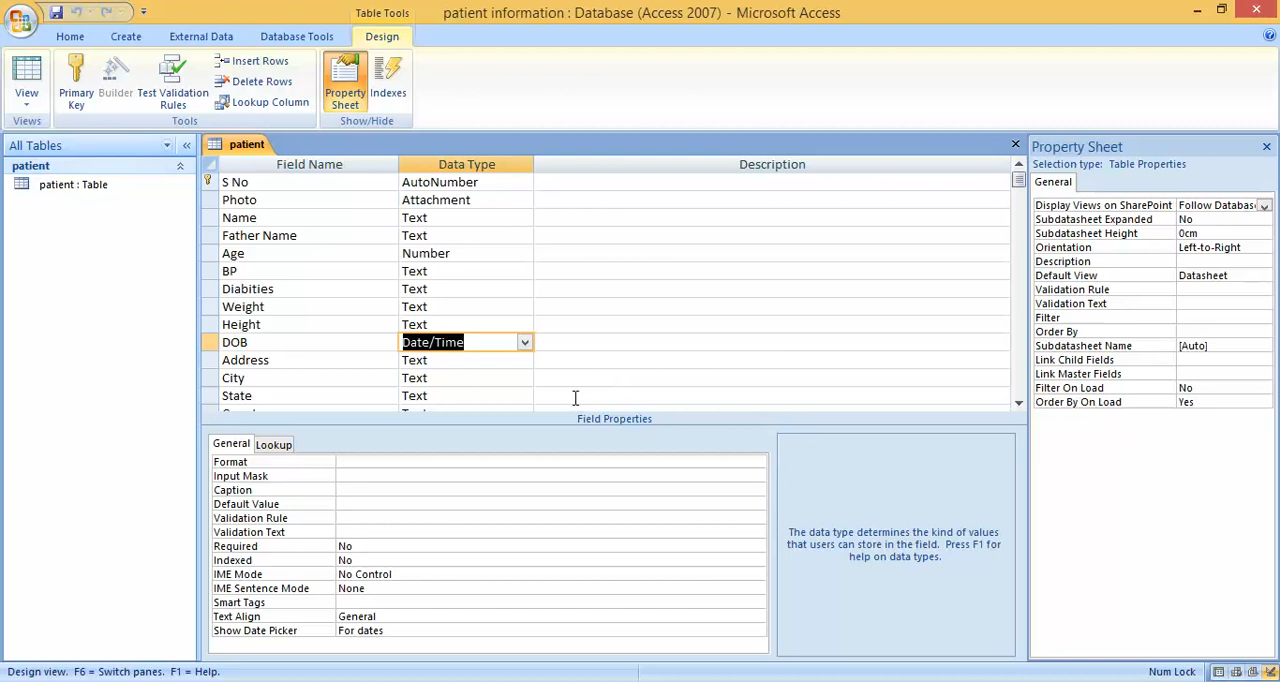 Table Tools
patient information : Database (Access 2007) - Microsoft Access
Home Create External Data Database Tools Design
View
Primary Key
Builder
Test Validation Rules
Insert Rows
Delete Rows
Lookup Column
Property Sheet
Indexes
Views Tools Show/Hide
All Tables
patient
patient : Table
patient
Field Name Data Type Description
S No AutoNumber
Photo Attachment
Name Text
Father Name Text
Age Number
BP Text
Diabities Text
Weight Text
Height Text
DOB Date/Time
Address Text
City Text
State Text
Field Properties
General Lookup
Format
Input Mask
Caption
Default Value
Validation Rule
Validation Text
Required No
Indexed No
IME Mode No Control
IME Sentence Mode None
Smart Tags
Text Align General
Show Date Picker For dates
The data type determines the kind of values
that users can store in the field. Press F1 for
help on data types.
Property Sheet
Selection type: Table Properties
General
Display Views on SharePoint Follow Databas
Subdatasheet Expanded No
Subdatasheet Height 0cm
Orientation Left-to-Right
Description
Default View Datasheet
Validation Rule
Validation Text
Filter
Order By
Subdatasheet Name [Auto]
Link Child Fields
Link Master Fields
Filter On Load No
Order By On Load Yes
Design view. F6 = Switch panes. F1 = Help.
Num Lock